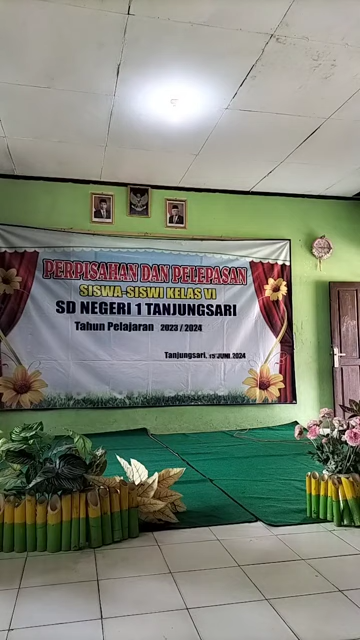 PERPISAHAN DAN PELEPASAN
SISWA-SISWI KELAS VI
SD NEGERI 1 TANJUNGSARI
Tahun Pelajaran 2023 / 2024
Tanjungsari, 15 JUNI 2024